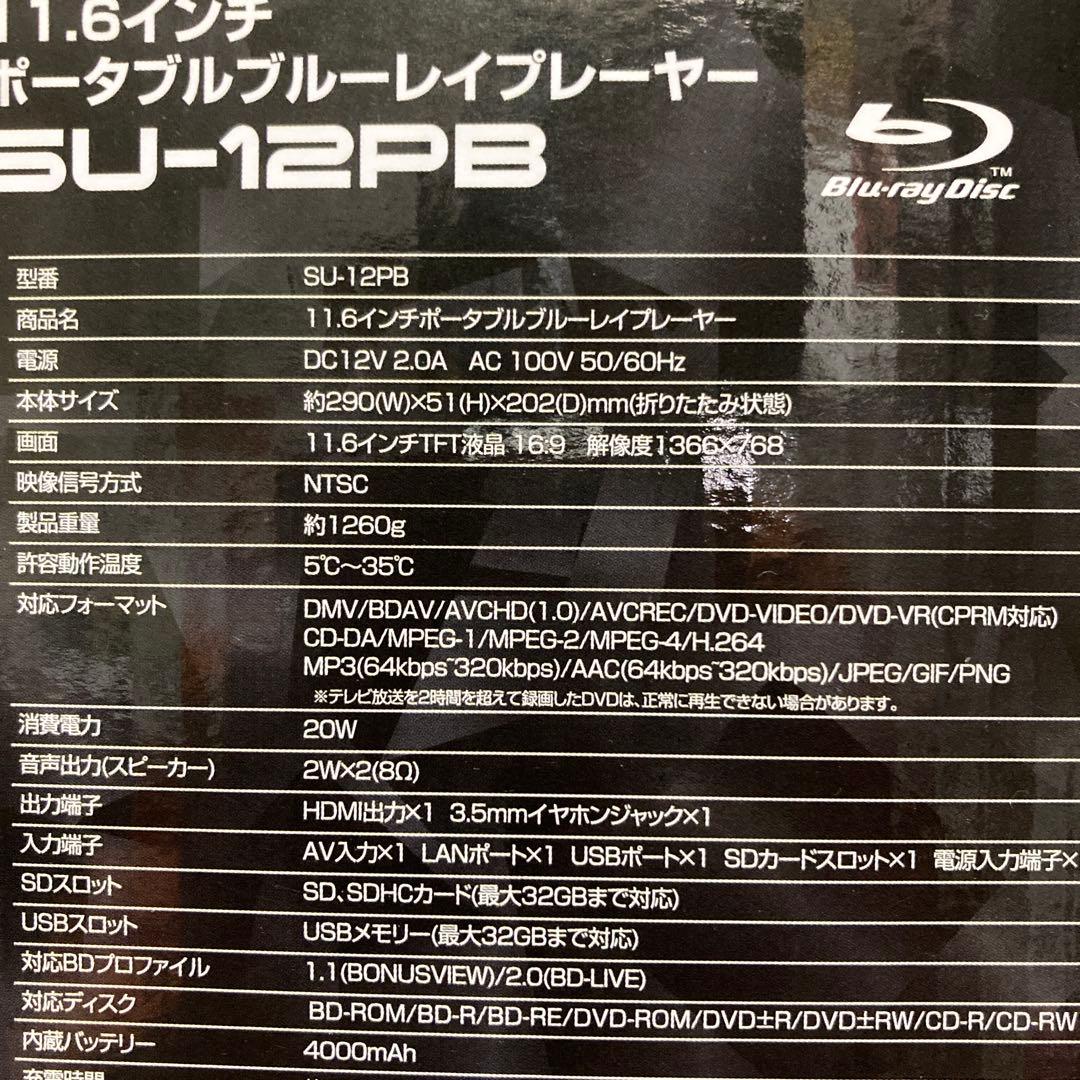 11.6インチ
ポータブルブルーレイプレーヤー
SU-12PB
Blu-ray Disc TM
型番 SU-12PB
商品名 11.6インチポータブルブルーレイプレーヤー
電源 DC12V 2.0A AC 100V 50/60Hz
本体サイズ 約290(W)×51(H)×202(D)mm(折りたたみ状態)
画面 11.6インチTFT液晶 16:9 解像度1366×768
映像信号方式 NTSC
製品重量 約1260g
許容動作温度 5℃～35℃
対応フォーマット DMV/BDAV/AVCHD(1.0)/AVCREC/DVD-VIDEO/DVD-VR(CPRM対応)
CD-DA/MPEG-1/MPEG-2/MPEG-4/H.264
MP3(64kbps~320kbps)/AAC(64kbps~320kbps)/JPEG/GIF/PNG
※テレビ放送を2時間を超えて録画したDVDは、正常に再生できない場合があります。
消費電力 20W
音声出力(スピーカー) 2W×2(8Ω)
出力端子 HDMI出力×1 3.5mmイヤホンジャック×1
入力端子 AV入力×1 LANポート×1 USBポート×1 SDカードスロット×1 電源入力端子×
SDスロット SD、SDHCカード(最大32GBまで対応)
USBスロット USBメモリー(最大32GBまで対応)
対応BDプロファイル 1.1(BONUSVIEW)/2.0(BD-LIVE)
対応ディスク BD-ROM/BD-R/BD-RE/DVD-ROM/DVD±R/DVD±RW/CD-R/CD-RW
内蔵バッテリー 4000mAh
充電時間